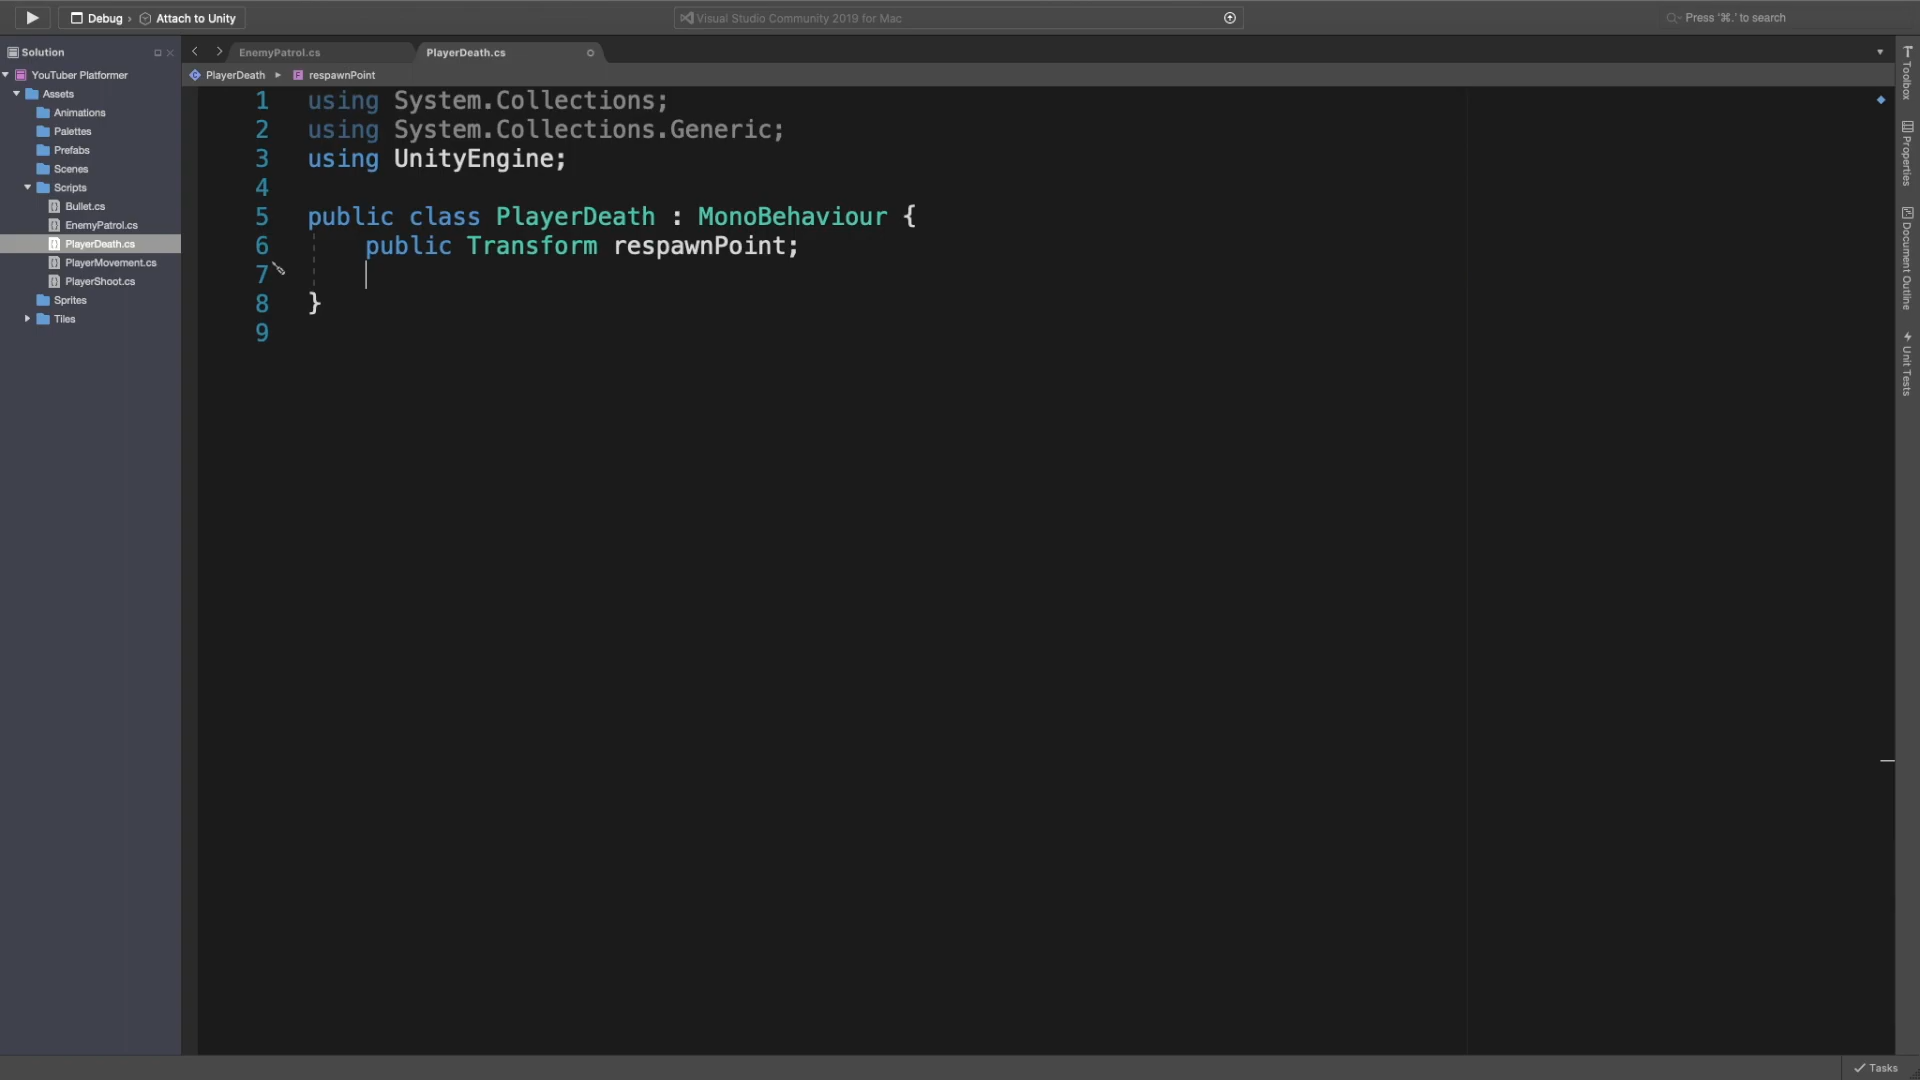 Debug › Attach to Unity
Visual Studio Community 2019 for Mac
Press '⌘.' to search
Solution
YouTuber Platformer
Assets
Animations
Palettes
Prefabs
Scenes
Scripts
Bullet.cs
EnemyPatrol.cs
PlayerDeath.cs
PlayerMovement.cs
PlayerShoot.cs
Sprites
Tiles
EnemyPatrol.cs
PlayerDeath.cs
PlayerDeath ▸ respawnPoint
1 using System.Collections;
2 using System.Collections.Generic;
3 using UnityEngine;
4
5 public class PlayerDeath : MonoBehaviour {
6 public Transform respawnPoint;
7
8 }
9
Toolbox
Properties
Document Outline
Unit Tests
Tasks